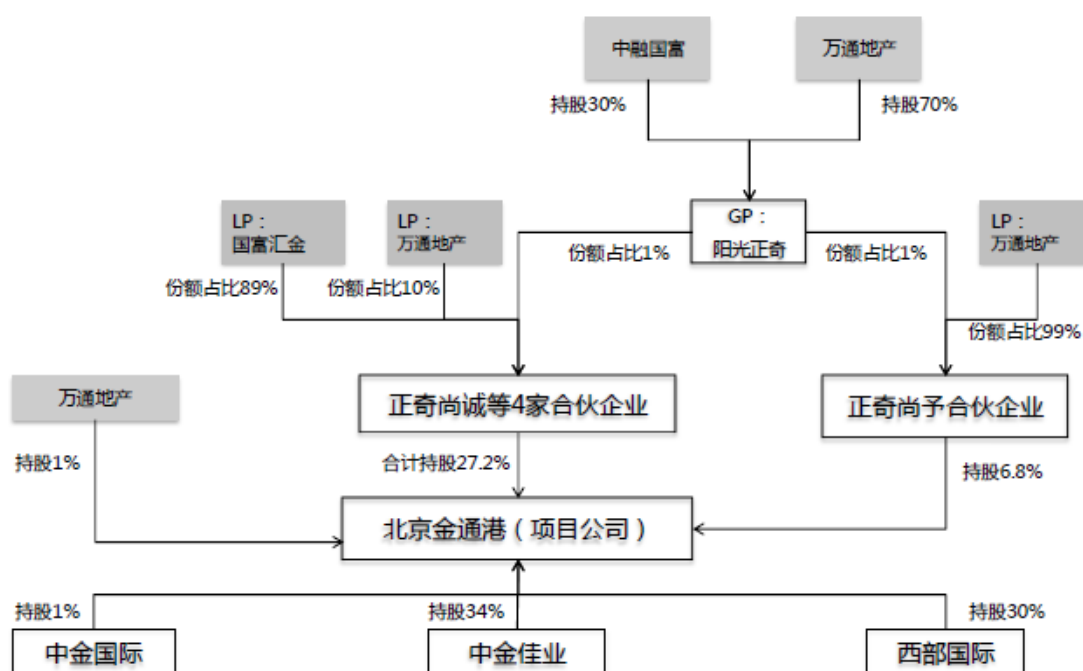 中融国富
万通地产
持股30%
持股70%
LP：
国富汇金
LP：
万通地产
GP：
阳光正奇
LP：
万通地产
份额占比1%
份额占比1%
份额占比89%
份额占比10%
份额占比99%
万通地产
正奇尚诚等4家合伙企业
正奇尚予合伙企业
持股1%
合计持股27.2%
持股6.8%
北京金通港（项目公司）
持股1%
持股34%
持股30%
中金国际
中金佳业
西部国际